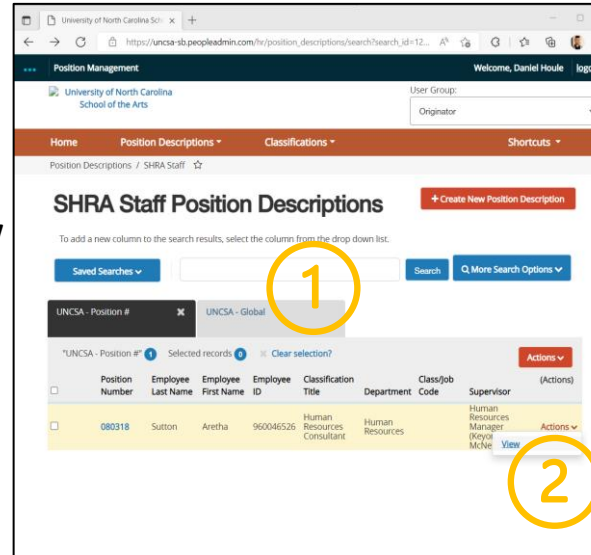 University of North Carolina Sch
https://uncsa-sb.peopleadmin.com/hr/position_descriptions/search?search_id=12...
Position Management
Welcome, Daniel Houle
logo
University of North Carolina
School of the Arts
User Group:
Originator
Home
Position Descriptions
Classifications
Shortcuts
Position Descriptions / SHRA Staff
SHRA Staff Position Descriptions
+ Create New Position Description
To add a new column to the search results, select the column from the drop down list.
Saved Searches
Search
More Search Options
1
UNCSA - Position #
UNCSA - Global
"UNCSA - Position #" 1 Selected records 0 × Clear selection?
Actions
Position Number
Employee Last Name
Employee First Name
Employee ID
Classification Title
Department
Class/Job Code
Supervisor
(Actions)
080318
Sutton
Aretha
960046526
Human Resources Consultant
Human Resources
Human Resources Manager
Actions
View
2